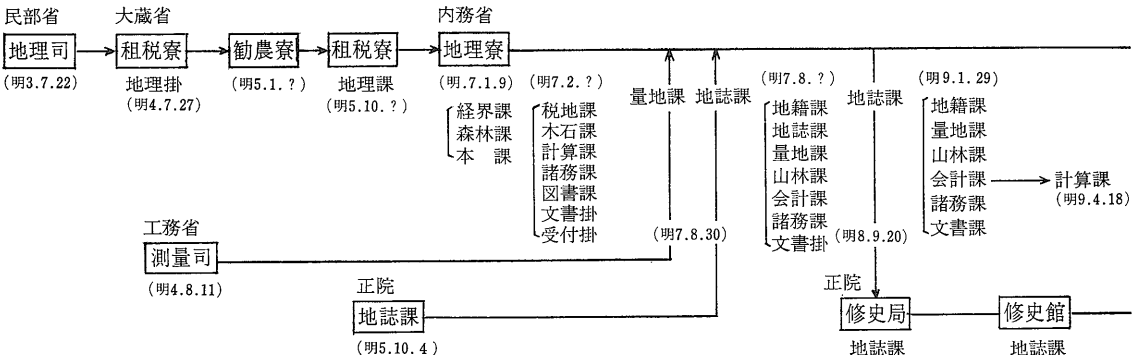 民部省 大蔵省 内務省
地理司 租税寮 勧農寮 租税寮 地理寮
(明3.7.22) 地理掛 (明5.1.?) 地理課 (明.7.1.9) (明7.2.?) 量地課 地誌課 (明7.8.?) 地誌課 (明9.1.29)
(明4.7.27) (明5.10.?)
経界課 税地課 地籍課 地籍課
森林課 木石課 地誌課 量地課
本 課 計算課 量地課 山林課
諸務課 山林課 会計課 計算課
図書課 会計課 諸務課 (明9.4.18)
文書掛 諸務課 文書課
受付掛 文書掛
工務省 (明7.8.30) (明8.9.20)
測量司
(明4.8.11)
正院 正院
地誌課 修史局 修史館
(明5.10.4) 地誌課 地誌課